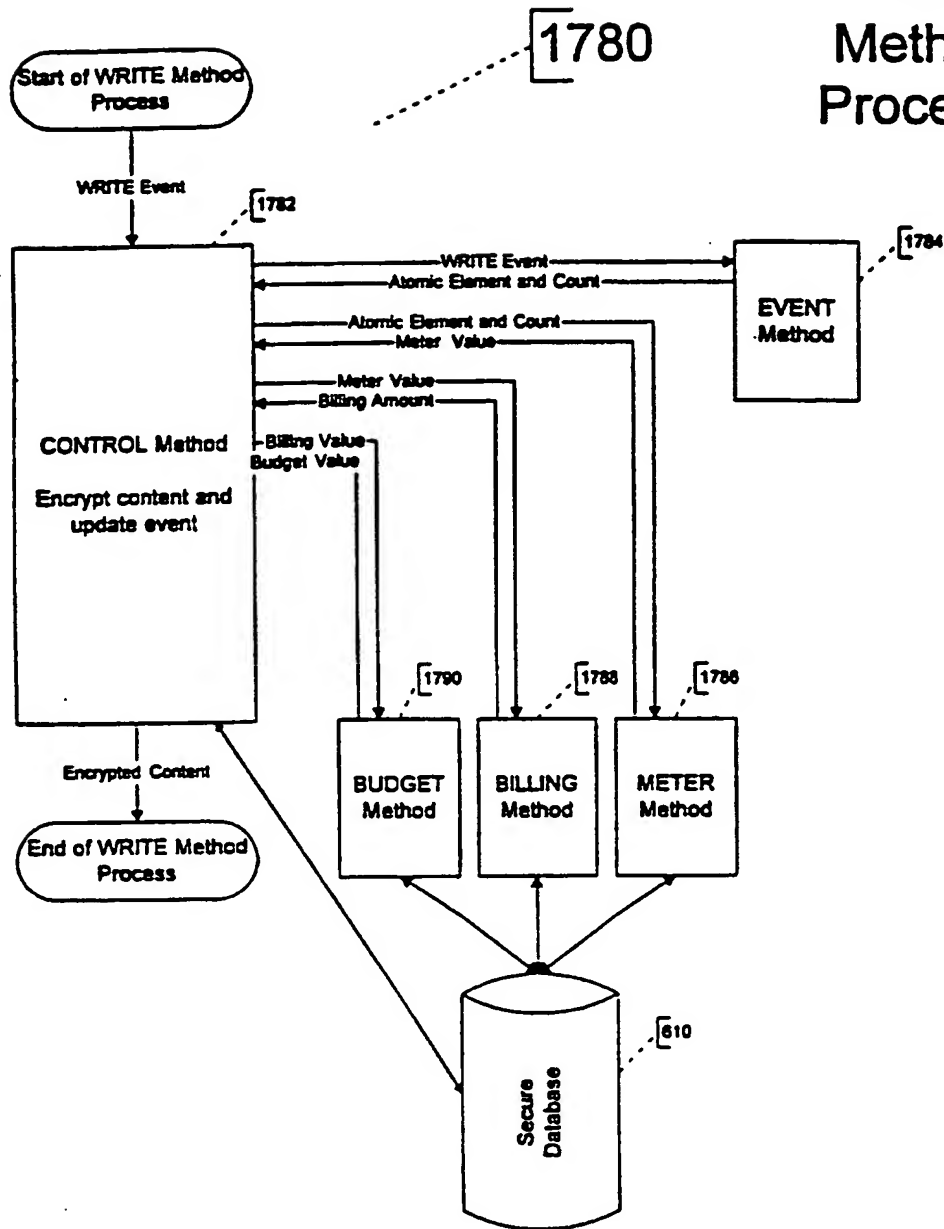 1780
Start of WRITE Method
Process
WRITE Event
1782
1784
WRITE Event
Atomic Element and Count
EVENT
Method
Atomic Element and Count
Meter Value
Meter Value
Billing Amount
CONTROL Method
Billing Value
Budget Value
Encrypt content and
update event
1790
1788
1786
Encrypted Content
BUDGET
Method
BILLING
Method
METER
Method
End of WRITE Method
Process
610
Secure
Database